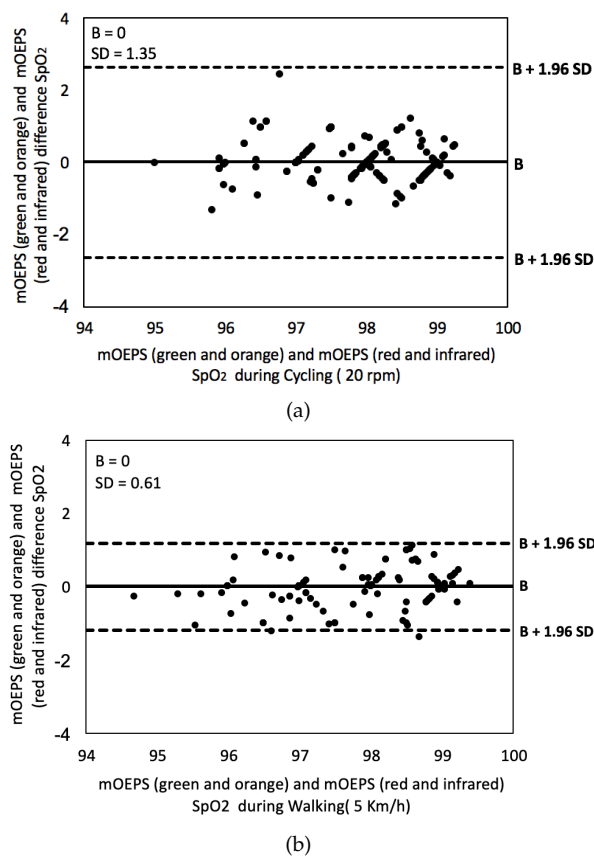 4
B = 0
SD = 1.35
B + 1.96 SD
2
mOEPS (green and orange) and mOEPS
(red and infrared) difference SpO2
0
B
-2
B + 1.96 SD
-4
94 95 96 97 98 99 100
mOEPS (green and orange) and mOEPS (red and infrared)
SpO2 during Cycling ( 20 rpm)
(a)
4
B = 0
SD = 0.61
2
B + 1.96 SD
mOEPS (green and orange) and mOEPS
(red and infrared) difference SpO2
0
B
B + 1.96 SD
-2
-4
94 95 96 97 98 99 100
mOEPS (green and orange) and mOEPS (red and infrared)
SpO2 during Walking( 5 Km/h)
(b)